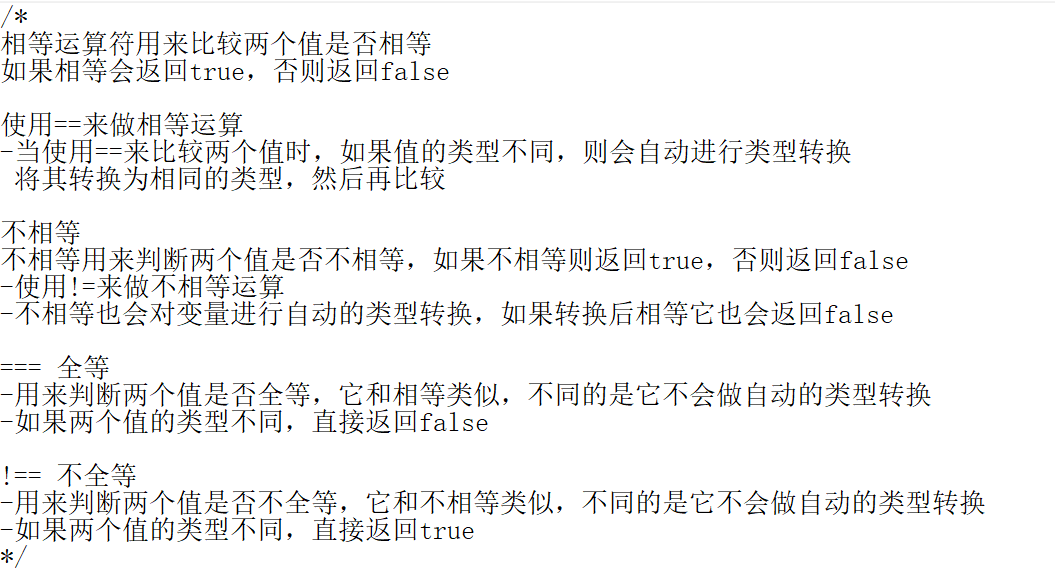 /*
相等运算符用来比较两个值是否相等
如果相等会返回true，否则返回false
使用==来做相等运算
-当使用==来比较两个值时，如果值的类型不同，则会自动进行类型转换
将其转换为相同的类型，然后再比较
不相等
不相等用来判断两个值是否不相等，如果不相等则返回true，否则返回false
-使用!=来做不相等运算
-不相等也会对变量进行自动的类型转换，如果转换后相等它也会返回false
=== 全等
-用来判断两个值是否全等，它和相等类似，不同的是它不会做自动的类型转换
-如果两个值的类型不同，直接返回false
!== 不全等
-用来判断两个值是否不全等，它和不相等类似，不同的是它不会做自动的类型转换
-如果两个值的类型不同，直接返回true
*/